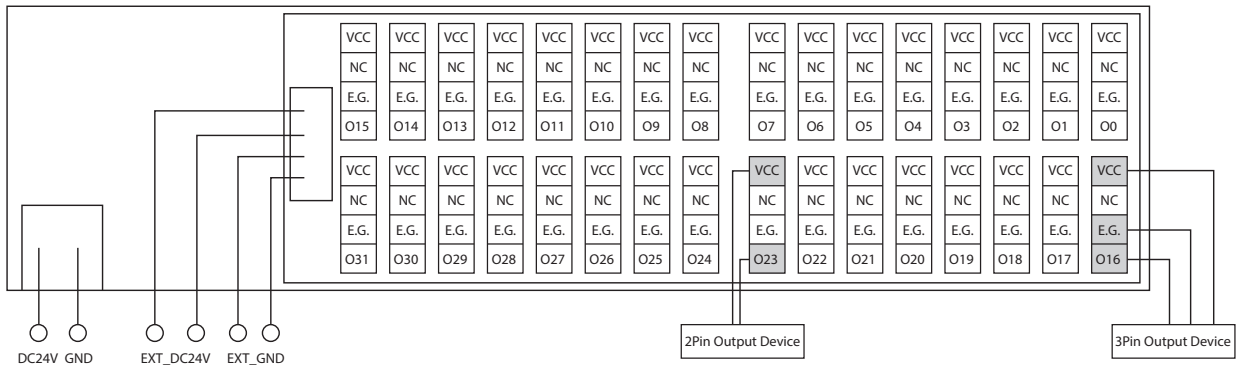 VCC VCC VCC VCC VCC VCC VCC VCC VCC VCC VCC VCC VCC VCC VCC VCC
NC NC NC NC NC NC NC NC NC NC NC NC NC NC NC NC
E.G. E.G. E.G. E.G. E.G. E.G. E.G. E.G. E.G. E.G. E.G. E.G. E.G. E.G. E.G. E.G.
O15 O14 O13 O12 O11 O10 O9 O8 O7 O6 O5 O4 O3 O2 O1 O0
VCC VCC VCC VCC VCC VCC VCC VCC VCC VCC VCC VCC VCC VCC VCC VCC
NC NC NC NC NC NC NC NC NC NC NC NC NC NC NC NC
E.G. E.G. E.G. E.G. E.G. E.G. E.G. E.G. E.G. E.G. E.G. E.G. E.G. E.G. E.G. E.G.
O31 O30 O29 O28 O27 O26 O25 O24 O23 O22 O21 O20 O19 O18 O17 O16
2Pin Output Device 3Pin Output Device
DC24V GND EXT_DC24V EXT_GND